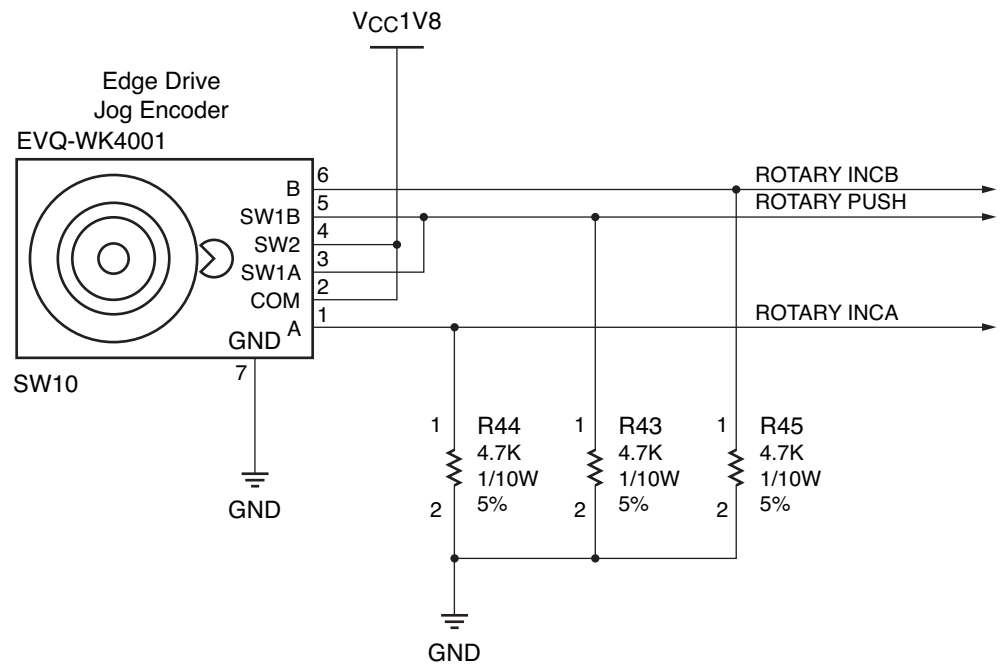 VCC1V8
Edge Drive
Jog Encoder
EVQ-WK4001
B 6
SW1B 5
SW2 4
SW1A 3
COM 2
A 1
GND
7
SW10
GND
ROTARY INCB
ROTARY PUSH
ROTARY INCA
1 R44
4.7K
1/10W
2 5%
1 R43
4.7K
1/10W
2 5%
1 R45
4.7K
1/10W
2 5%
GND